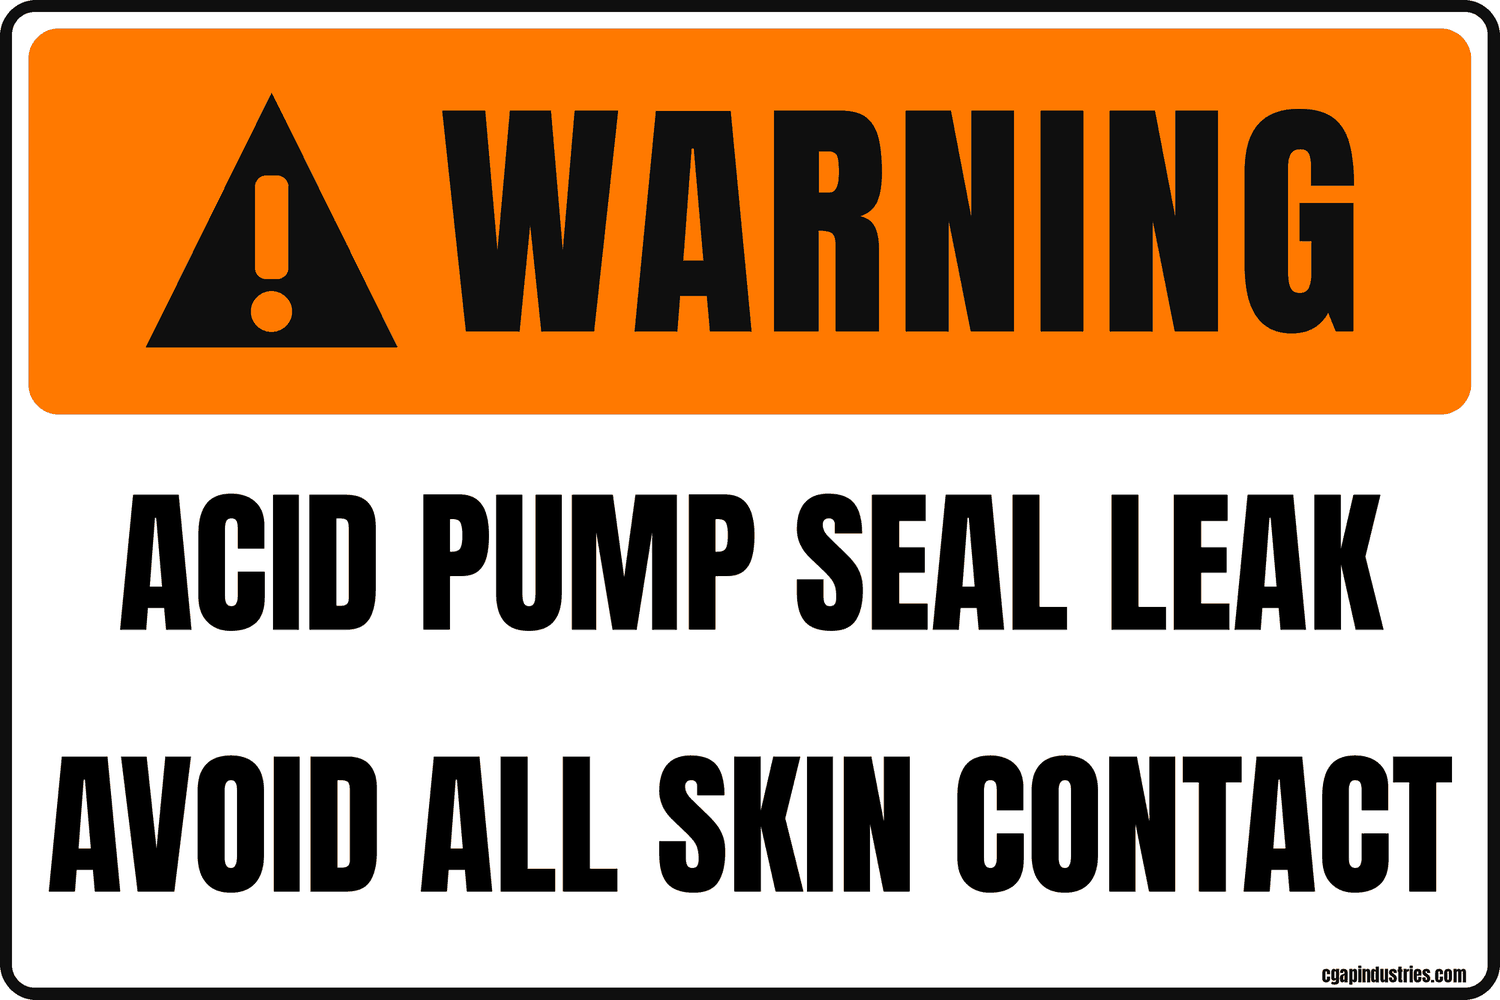 WARNING
ACID PUMP SEAL LEAK
AVOID ALL SKIN CONTACT
cgapindustries.com